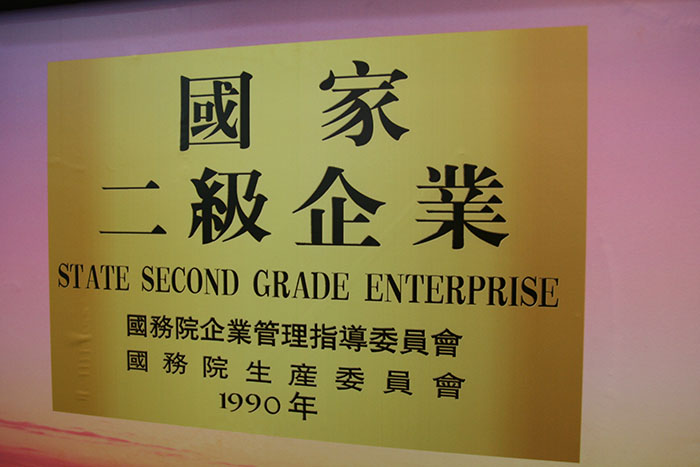 國家
二級企業
STATE SECOND GRADE ENTERPRISE
國務院企業管理指導委員會
國務院生産委員會
1990年